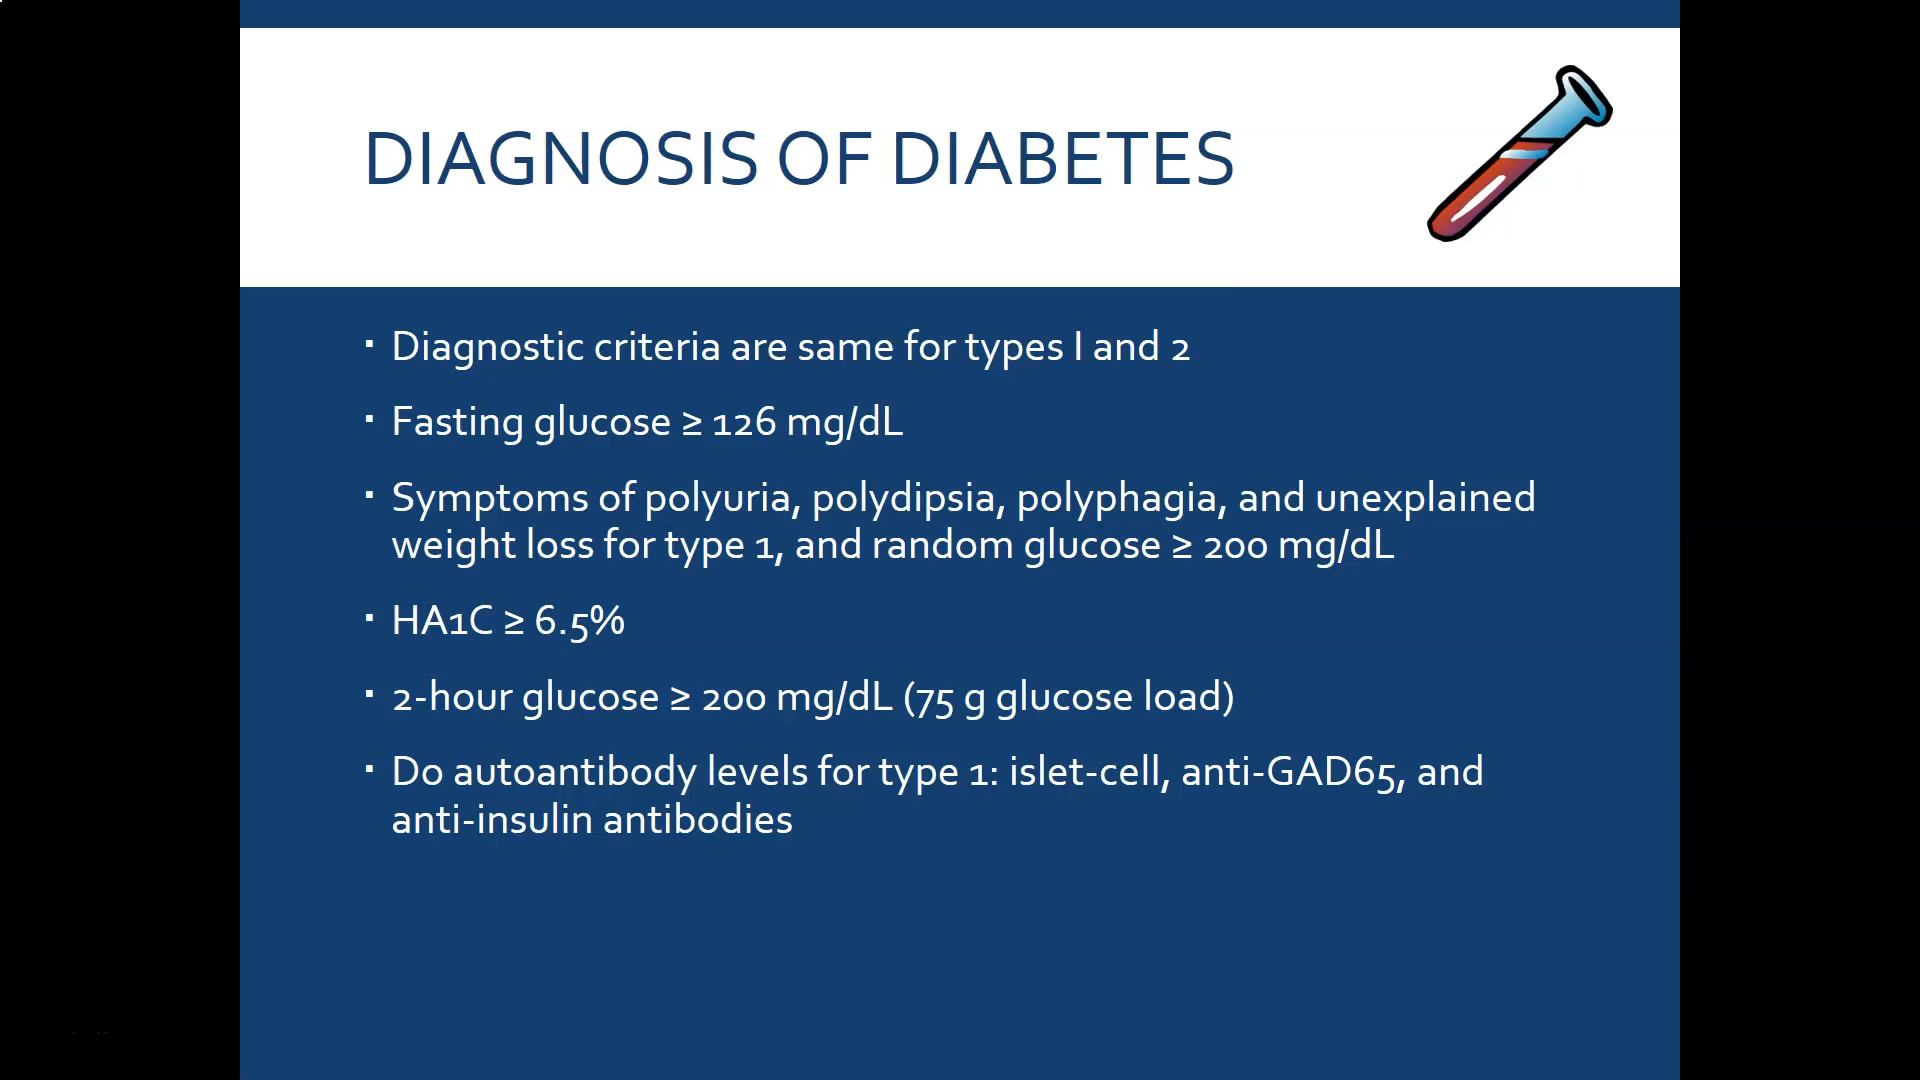 DIAGNOSIS OF DIABETES
▪ Diagnostic criteria are same for types I and 2
▪ Fasting glucose ≥ 126 mg/dL
▪ Symptoms of polyuria, polydipsia, polyphagia, and unexplained
weight loss for type 1, and random glucose ≥ 200 mg/dL
▪ HA1C ≥ 6.5%
▪ 2-hour glucose ≥ 200 mg/dL (75 g glucose load)
▪ Do autoantibody levels for type 1: islet-cell, anti-GAD65, and
anti-insulin antibodies